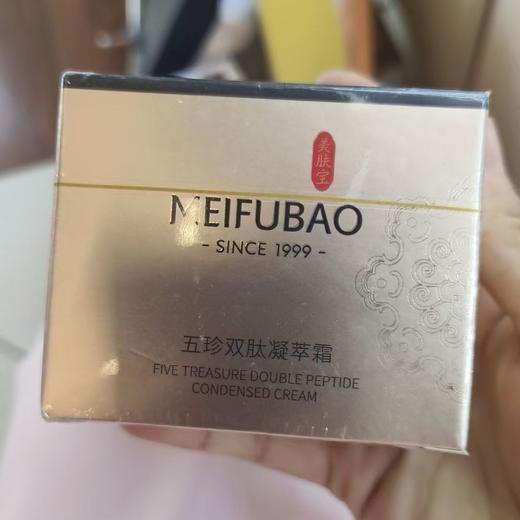 美肤宝
MEIFUBAO
- SINCE 1999 -
五珍双肽凝萃霜
FIVE TREASURE DOUBLE PEPTIDE
CONDENSED CREAM